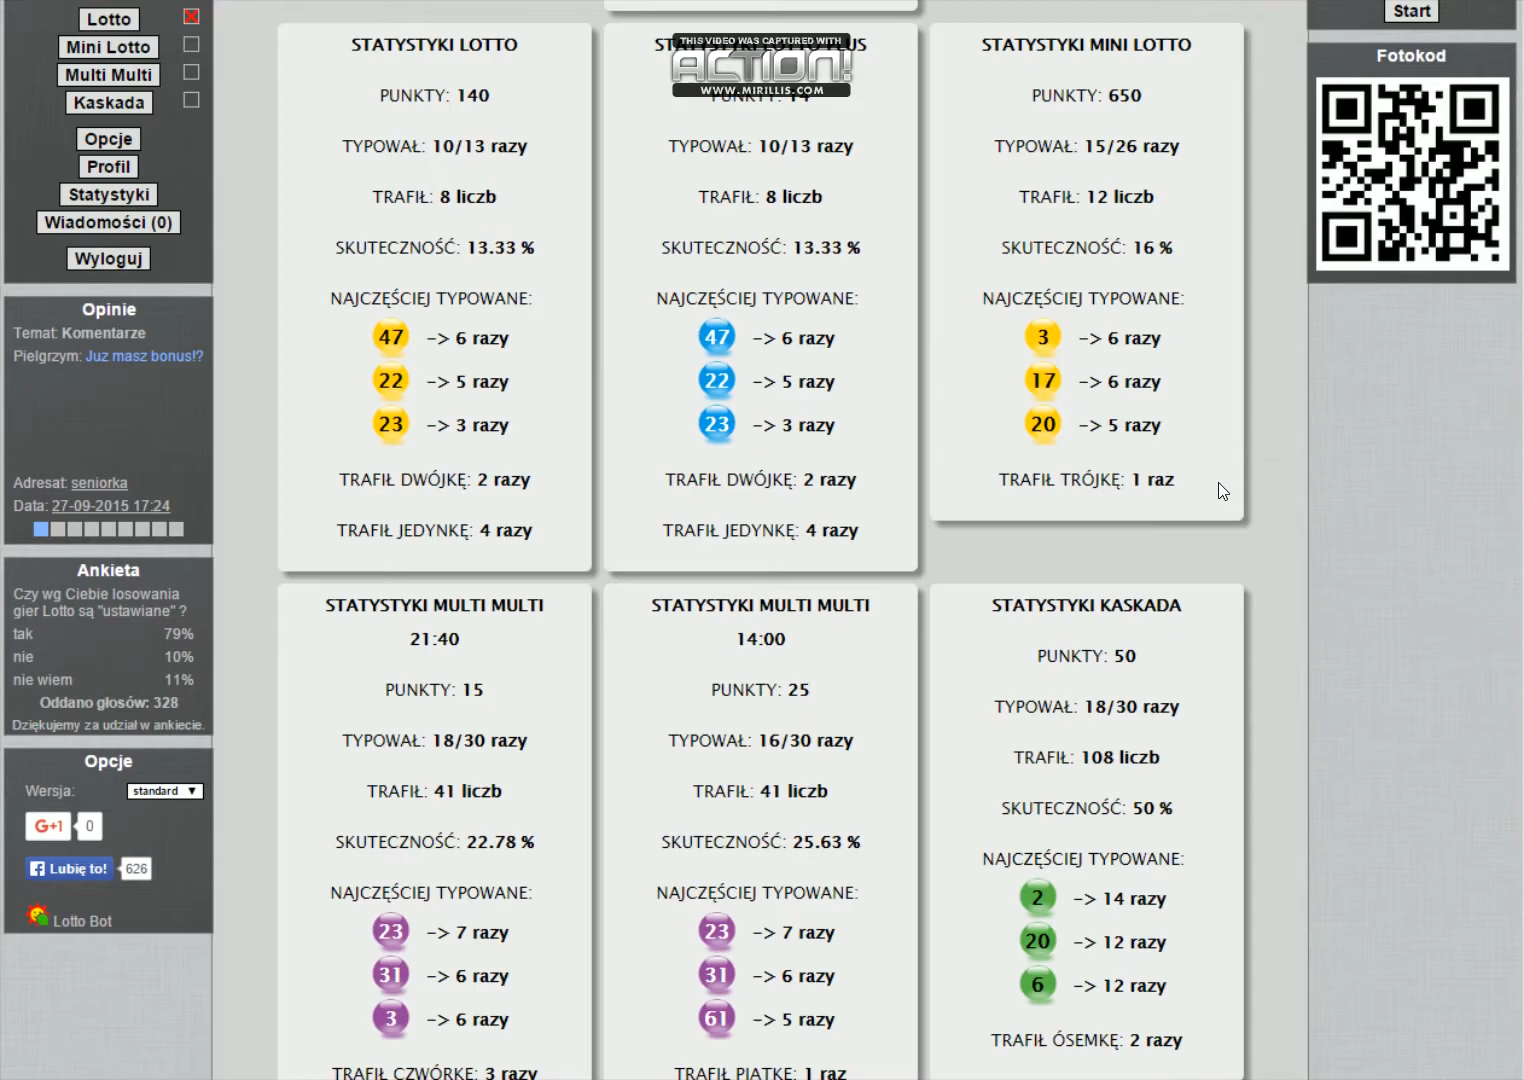 Lotto
Mini Lotto
Multi Multi
Kaskada
Opcje
Profil
Statystyki
Wiadomości (0)
Wyloguj
Opinie
Temat: Komentarze
Pielgrzym: Juz masz bonus!?
Adresat: seniorka
Data: 27-09-2015 17:24
Ankieta
Czy wg Ciebie losowania
gier Lotto są "ustawiane" ?
tak 79%
nie 10%
nie wiem 11%
Oddano głosów: 328
Dziękujemy za udział w ankiecie.
Opcje
Wersja: standard
G+1 0
Lubię to! 626
Lotto Bot
STATYSTYKI LOTTO
PUNKTY: 140
TYPOWAŁ: 10/13 razy
TRAFIŁ: 8 liczb
SKUTECZNOŚĆ: 13.33 %
NAJCZĘŚCIEJ TYPOWANE:
47 -> 6 razy
22 -> 5 razy
23 -> 3 razy
TRAFIŁ DWÓJKĘ: 2 razy
TRAFIŁ JEDYNKĘ: 4 razy
STATYSTYKI LOTTO PLUS
THIS VIDEO WAS CAPTURED WITH
ACTION!
WWW.MIRILLIS.COM
PUNKTY: 14
TYPOWAŁ: 10/13 razy
TRAFIŁ: 8 liczb
SKUTECZNOŚĆ: 13.33 %
NAJCZĘŚCIEJ TYPOWANE:
47 -> 6 razy
22 -> 5 razy
23 -> 3 razy
TRAFIŁ DWÓJKĘ: 2 razy
TRAFIŁ JEDYNKĘ: 4 razy
STATYSTYKI MINI LOTTO
PUNKTY: 650
TYPOWAŁ: 15/26 razy
TRAFIŁ: 12 liczb
SKUTECZNOŚĆ: 16 %
NAJCZĘŚCIEJ TYPOWANE:
3 -> 6 razy
17 -> 6 razy
20 -> 5 razy
TRAFIŁ TRÓJKĘ: 1 raz
STATYSTYKI MULTI MULTI
21:40
PUNKTY: 15
TYPOWAŁ: 18/30 razy
TRAFIŁ: 41 liczb
SKUTECZNOŚĆ: 22.78 %
NAJCZĘŚCIEJ TYPOWANE:
23 -> 7 razy
31 -> 6 razy
3 -> 6 razy
TRAFIŁ CZWÓRKĘ: 3 razy
STATYSTYKI MULTI MULTI
14:00
PUNKTY: 25
TYPOWAŁ: 16/30 razy
TRAFIŁ: 41 liczb
SKUTECZNOŚĆ: 25.63 %
NAJCZĘŚCIEJ TYPOWANE:
23 -> 7 razy
31 -> 6 razy
61 -> 5 razy
TRAFIŁ PIĄTKĘ: 1 raz
STATYSTYKI KASKADA
PUNKTY: 50
TYPOWAŁ: 18/30 razy
TRAFIŁ: 108 liczb
SKUTECZNOŚĆ: 50 %
NAJCZĘŚCIEJ TYPOWANE:
2 -> 14 razy
20 -> 12 razy
6 -> 12 razy
TRAFIŁ ÓSEMKĘ: 2 razy
Start
Fotokod